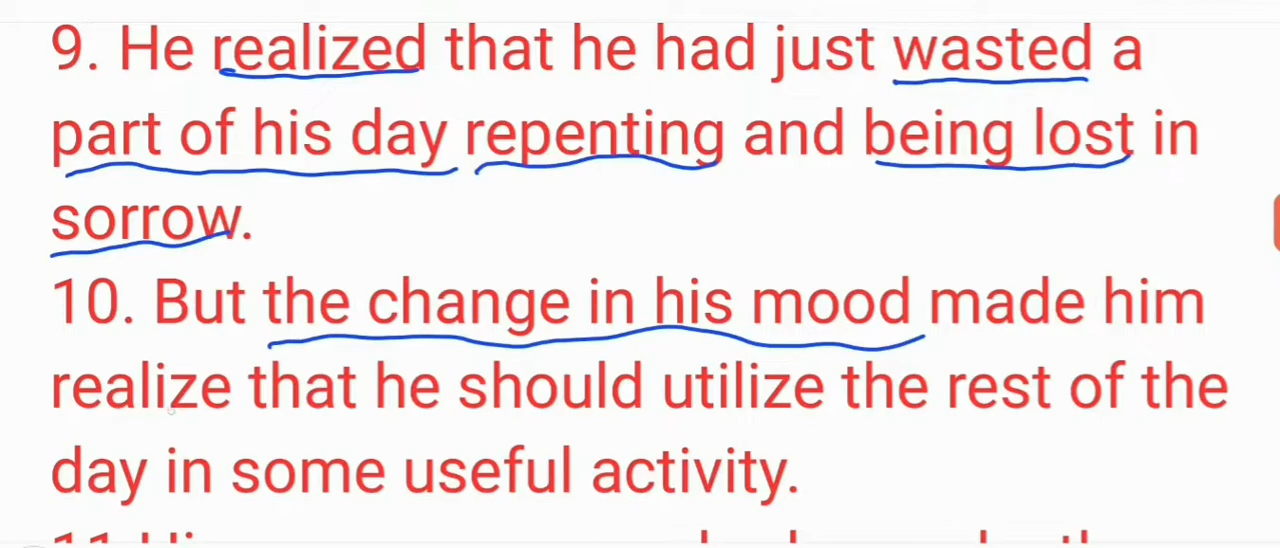 9. He realized that he had just wasted a
part of his day repenting and being lost in
sorrow.
10. But the change in his mood made him
realize that he should utilize the rest of the
day in some useful activity.